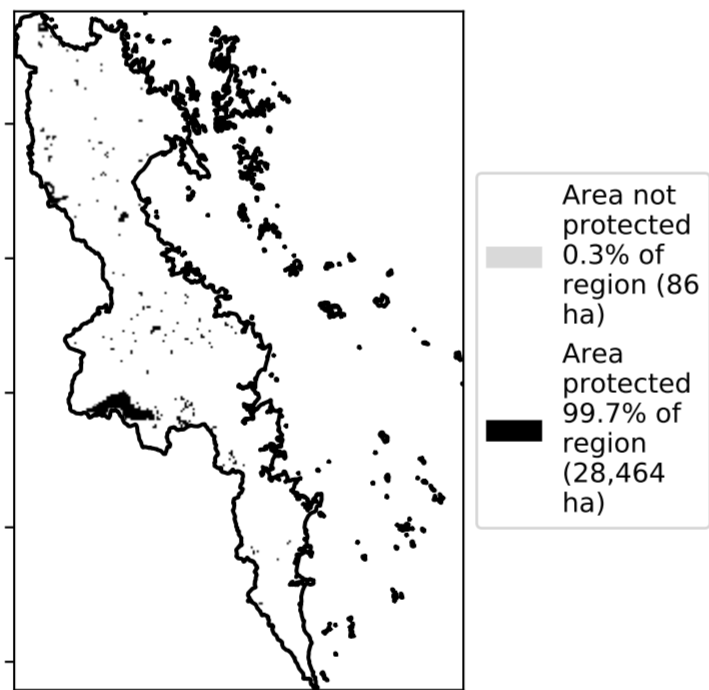 Area not
protected
0.3% of
region (86
ha)
Area
protected
99.7% of
region
(28,464
ha)